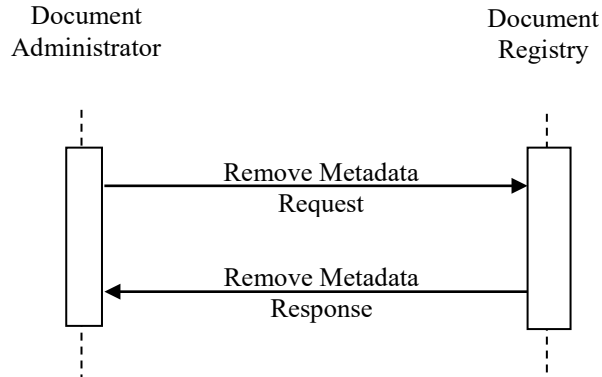 Document
Administrator
Document
Registry
Remove Metadata
Request
Remove Metadata
Response